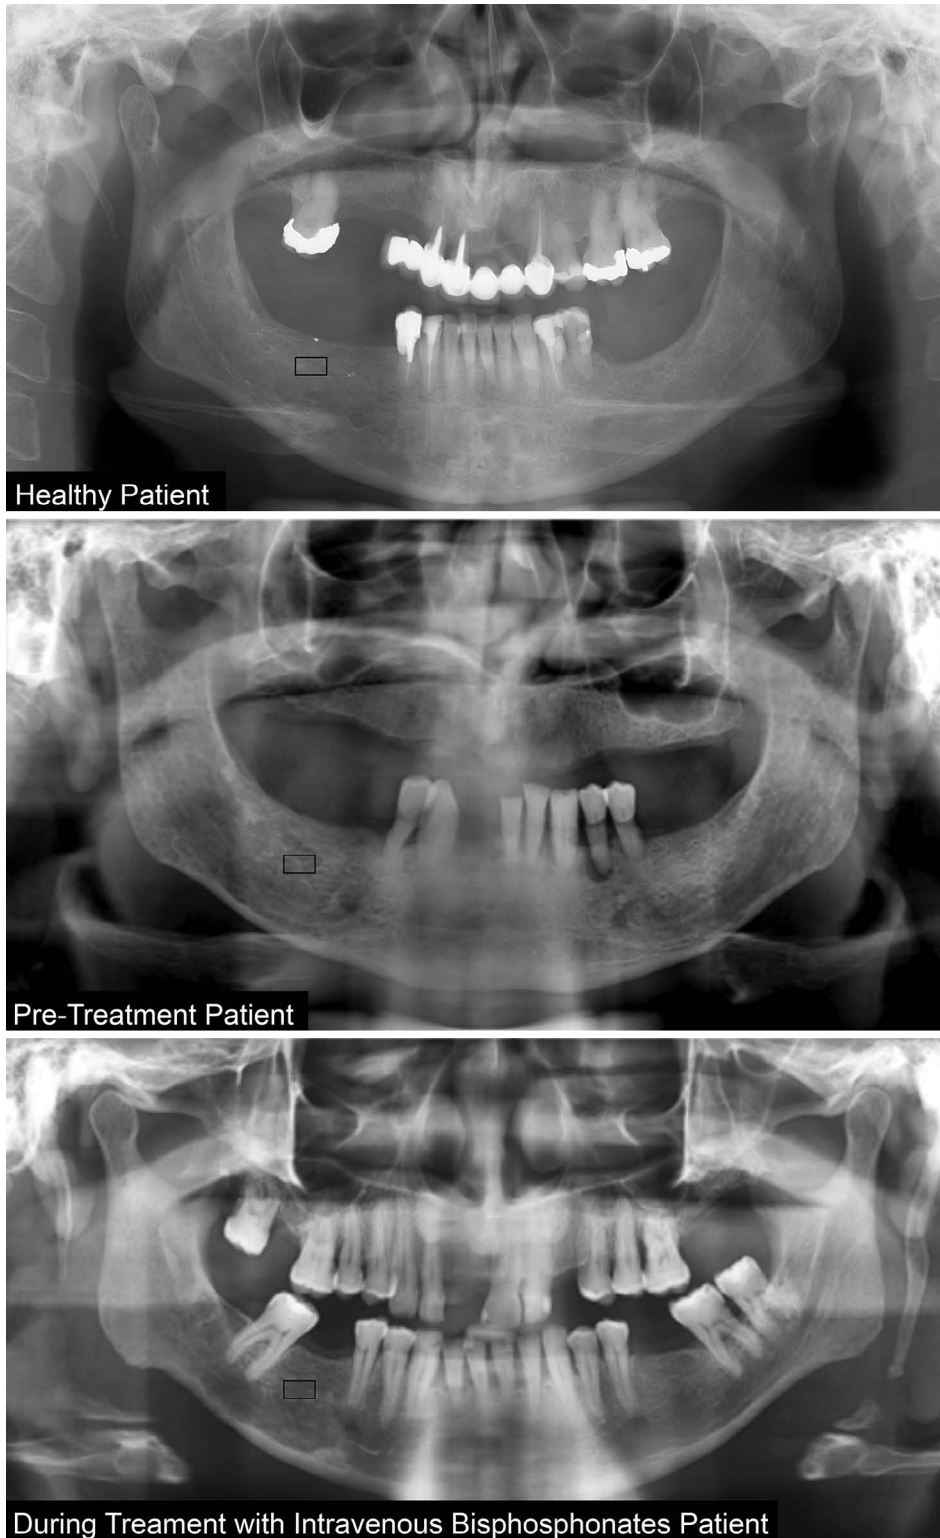 Healthy Patient
Pre-Treatment Patient
During Treament with Intravenous Bisphosphonates Patient